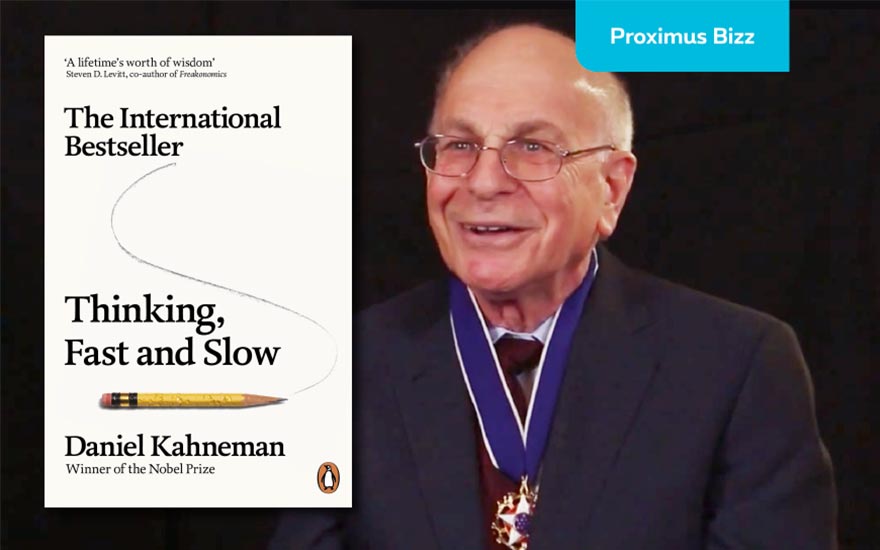 Proximus Bizz
‘A lifetime’s worth of wisdom’
Steven D. Levitt, co-author of Freakonomics
The International
Bestseller
Thinking,
Fast and Slow
Daniel Kahneman
Winner of the Nobel Prize